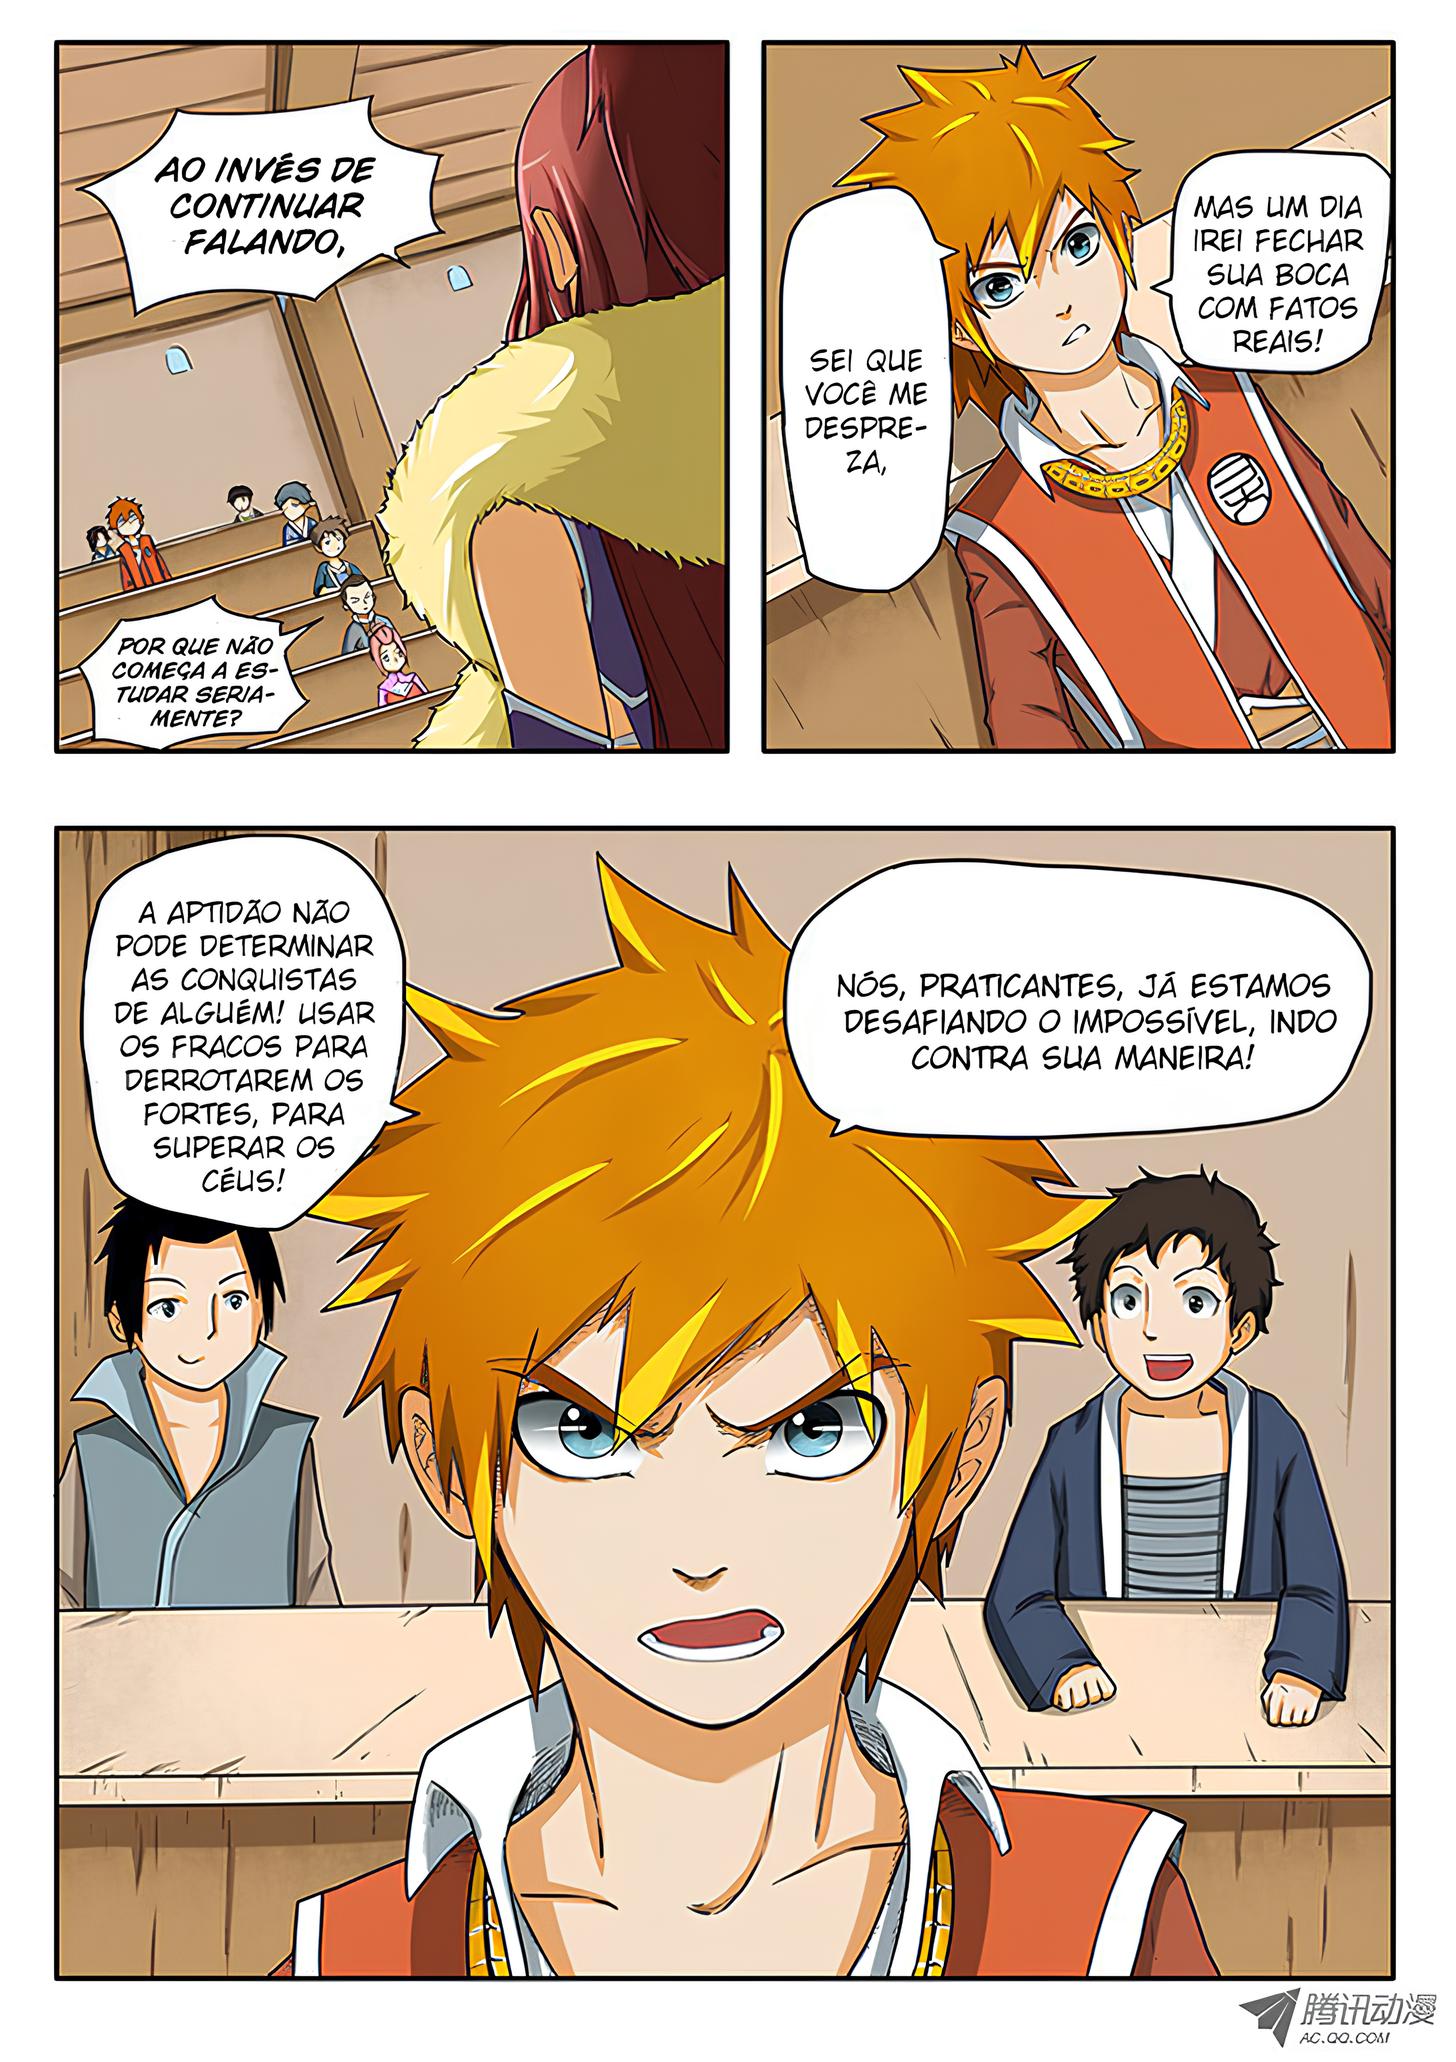 AO INVÉS DE
CONTINUAR
FALANDO,
POR QUE NÃO
COMEÇA A ES-
TUDAR SERIA-
MENTE?
SEI QUE
VOCÊ ME
DESPRE-
ZA,
MAS UM DIA
IREI FECHAR
SUA BOCA
COM FATOS
REAIS!
A APTIDÃO NÃO
PODE DETERMINAR
AS CONQUISTAS
DE ALGUÉM! USAR
OS FRACOS PARA
DERROTAREM OS
FORTES, PARA
SUPERAR OS
CÉUS!
NÓS, PRATICANTES, JÁ ESTAMOS
DESAFIANDO O IMPOSSÍVEL, INDO
CONTRA SUA MANEIRA!
腾讯动漫
AC.QQ.COM